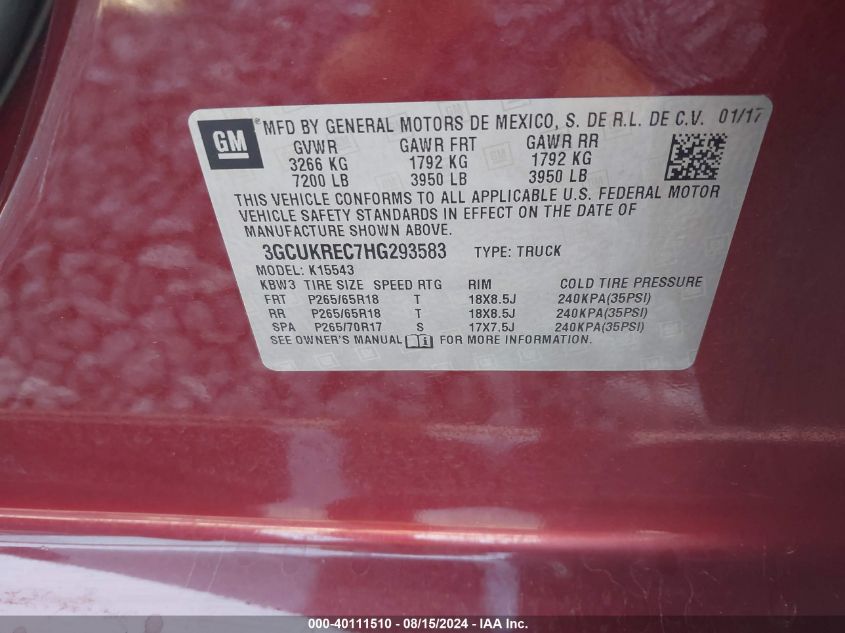 GM
MFD BY GENERAL MOTORS DE MEXICO, S. DE R.L. DE C.V. 01/17
GVWR GAWR FRT GAWR RR
3266 KG 1792 KG 1792 KG
7200 LB 3950 LB 3950 LB
THIS VEHICLE CONFORMS TO ALL APPLICABLE U.S. FEDERAL MOTOR
VEHICLE SAFETY STANDARDS IN EFFECT ON THE DATE OF
MANUFACTURE SHOWN ABOVE.
3GCUKREC7HG293583 TYPE: TRUCK
MODEL: K15543
KBW3 TIRE SIZE SPEED RTG RIM COLD TIRE PRESSURE
FRT P265/65R18 T 18X8.5J 240KPA(35PSI)
RR P265/65R18 T 18X8.5J 240KPA(35PSI)
SPA P265/70R17 S 17X7.5J 240KPA(35PSI)
SEE OWNER'S MANUAL FOR MORE INFORMATION.
000-40111510 - 08/15/2024 - USTX - IAA Inc.